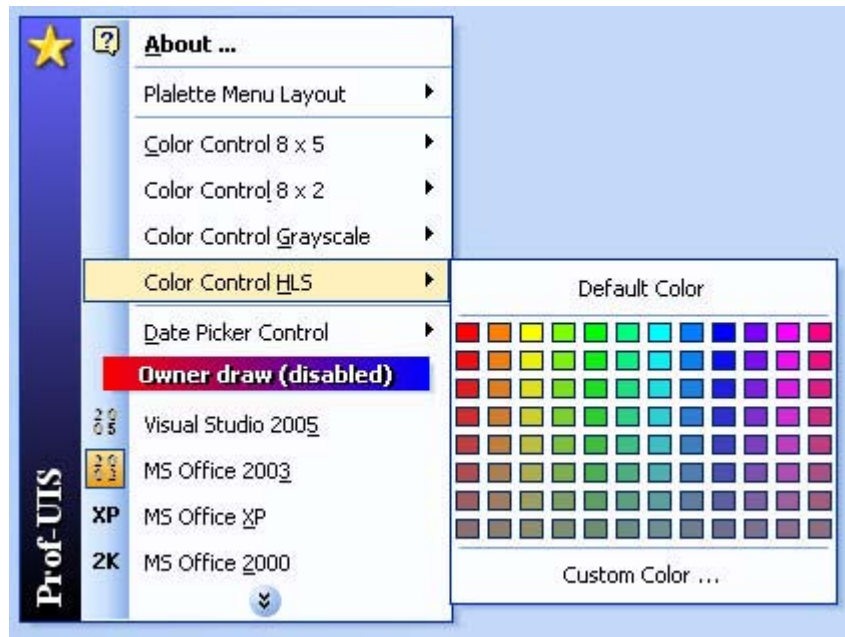 About ...
Plalette Menu Layout
Color Control 8 x 5
Color Control 8 x 2
Color Control Grayscale
Color Control HLS
Default Color
Date Picker Control
Owner draw (disabled)
2005
Visual Studio 2005
2003
MS Office 2003
XP
MS Office XP
2K
MS Office 2000
Custom Color ...
Prof-UIS